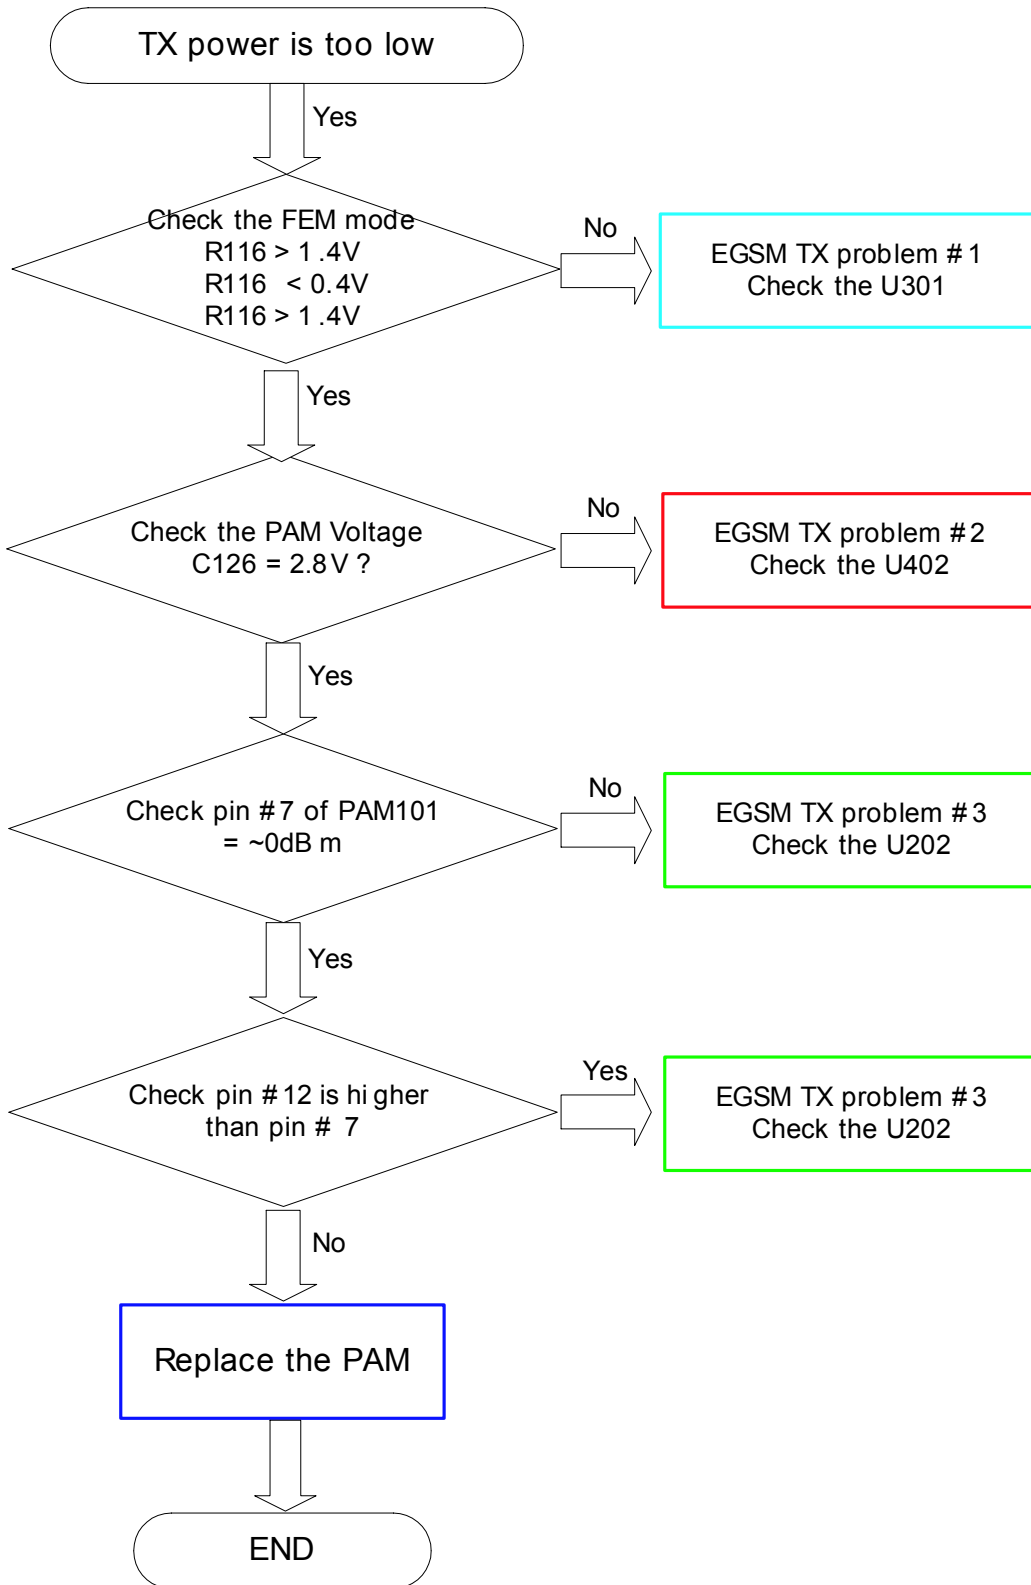 TX power is too low
Yes
Check the FEM mode
R116 > 1.4V
R116 < 0.4V
R116 > 1.4V
No
EGSM TX problem #1
Check the U301
Yes
Check the PAM Voltage
C126 = 2.8V ?
No
EGSM TX problem #2
Check the U402
Yes
Check pin #7 of PAM101
= ~0dBm
No
EGSM TX problem #3
Check the U202
Yes
Check pin #12 is higher
than pin # 7
Yes
EGSM TX problem #3
Check the U202
No
Replace the PAM
END